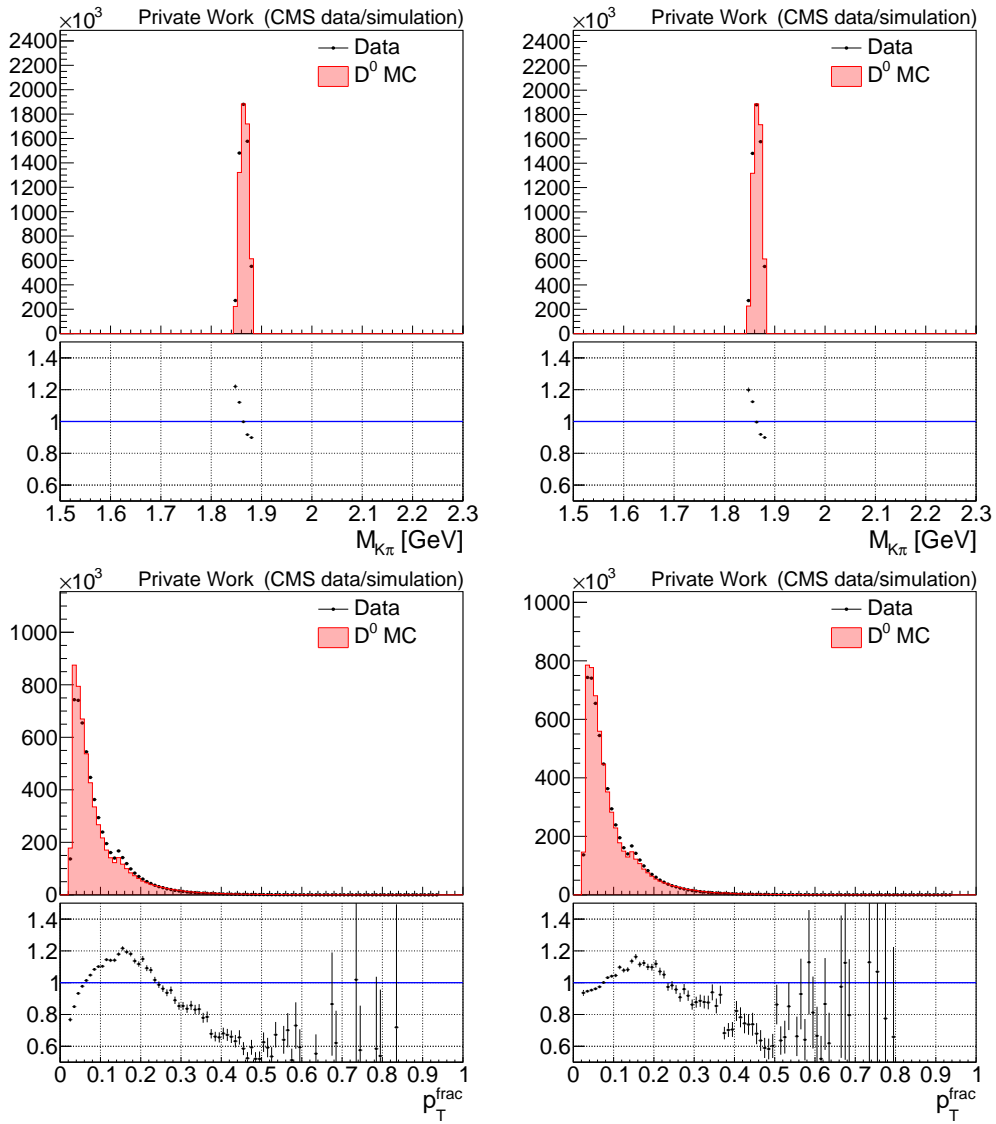 ×10³ Private Work (CMS data/simulation)
2400
2200
2000
1800
1600
1400
1200
1000
800
600
400
200
0
Data
D⁰ MC
1.4
1.2
1
0.8
0.6
1.5 1.6 1.7 1.8 1.9 2 2.1 2.2 2.3
M_Kπ [GeV]
×10³ Private Work (CMS data/simulation)
2400
2200
2000
1800
1600
1400
1200
1000
800
600
400
200
0
Data
D⁰ MC
1.4
1.2
1
0.8
0.6
1.5 1.6 1.7 1.8 1.9 2 2.1 2.2 2.3
M_Kπ [GeV]
×10³ Private Work (CMS data/simulation)
1000
800
600
400
200
0
Data
D⁰ MC
1.4
1.2
1
0.8
0.6
0 0.1 0.2 0.3 0.4 0.5 0.6 0.7 0.8 0.9 1
p_T^frac
×10³ Private Work (CMS data/simulation)
1000
800
600
400
200
0
Data
D⁰ MC
1.4
1.2
1
0.8
0.6
0 0.1 0.2 0.3 0.4 0.5 0.6 0.7 0.8 0.9 1
p_T^frac